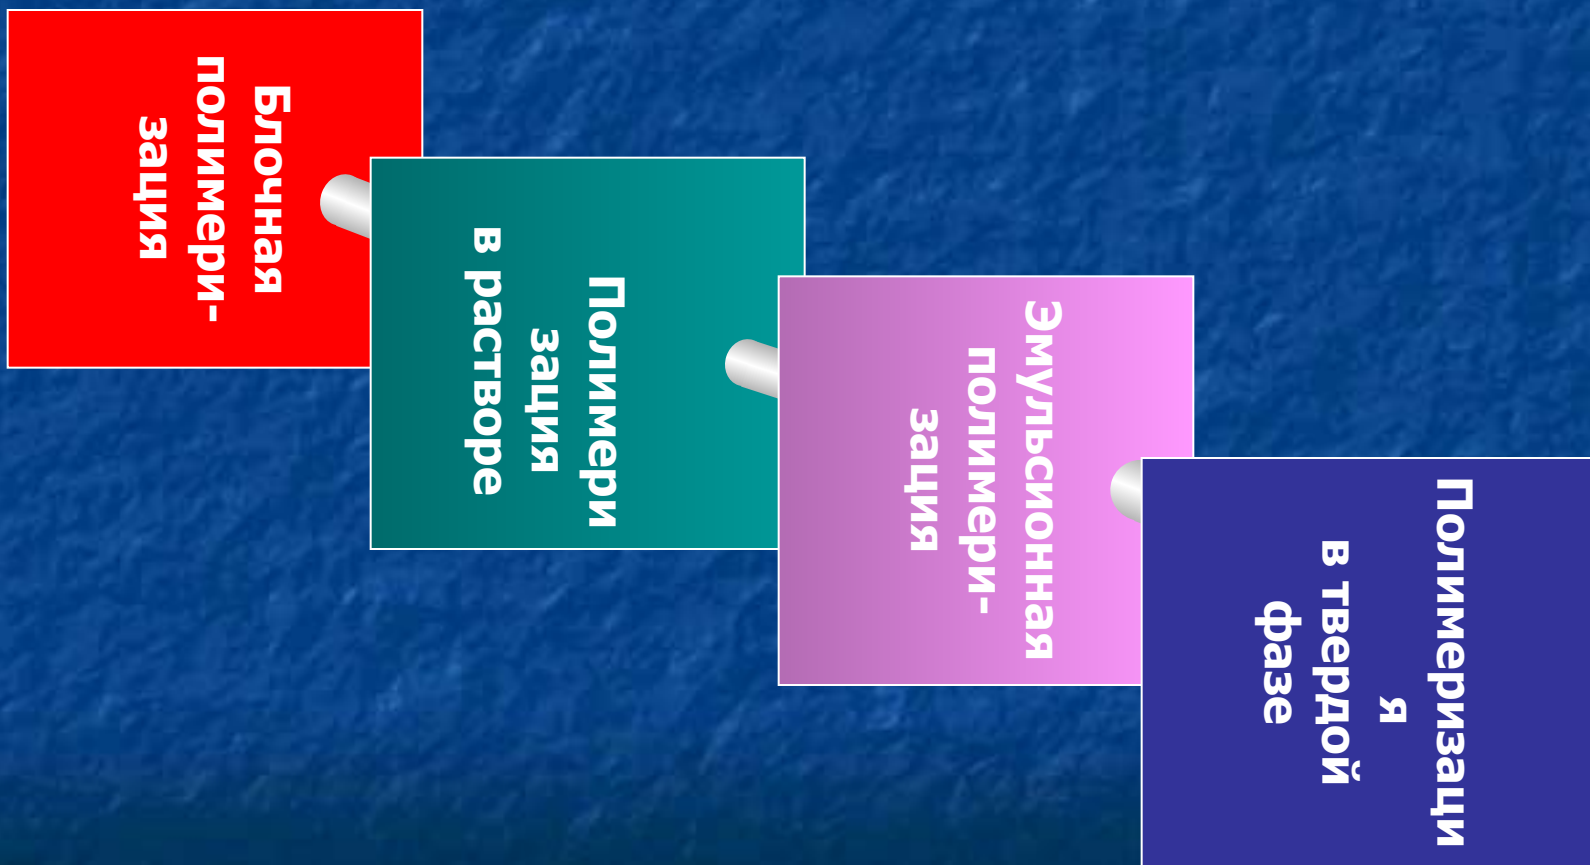 Блочная
полимери-
зация
Полимери
зация
в растворе
Эмульсионная
полимери-
зация
Полимеризаци
я
в твердой
фазе